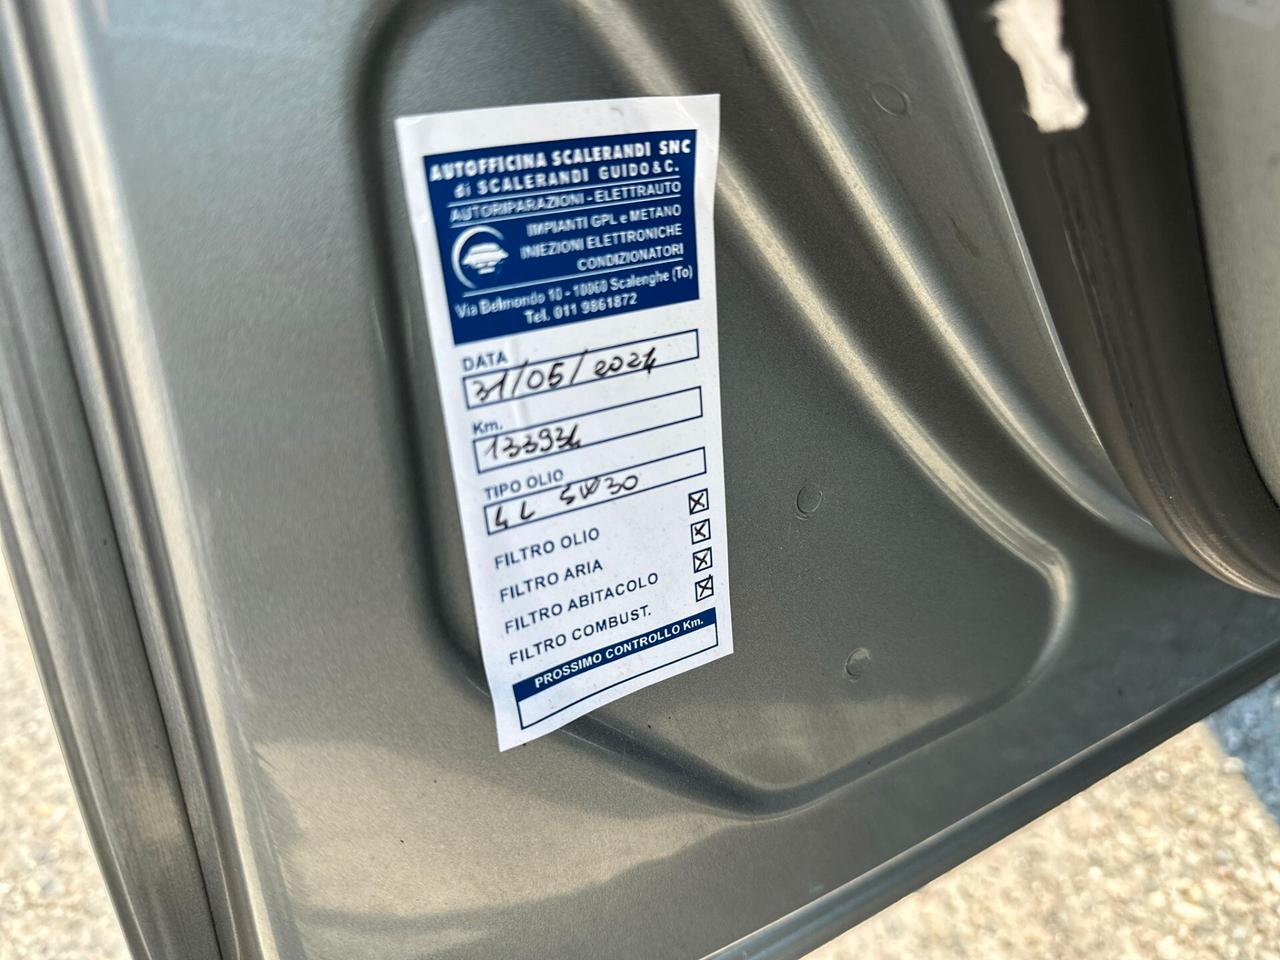 AUTOFFICINA SCALERANDI SNC
di SCALERANDI GUIDO & C.
AUTORIPARAZIONI - ELETTRAUTO
IMPIANTI GPL e METANO
INIEZIONI ELETTRONICHE
CONDIZIONATORI
Via Belmondo 10 - 10060 Scalenghe (To)
Tel. 011 9861872
DATA
31/05/2024
Km.
133934
TIPO OLIO
4L 5W30
FILTRO OLIO ☒
FILTRO ARIA ☒
FILTRO ABITACOLO ☒
FILTRO COMBUST. ☒
PROSSIMO CONTROLLO Km.